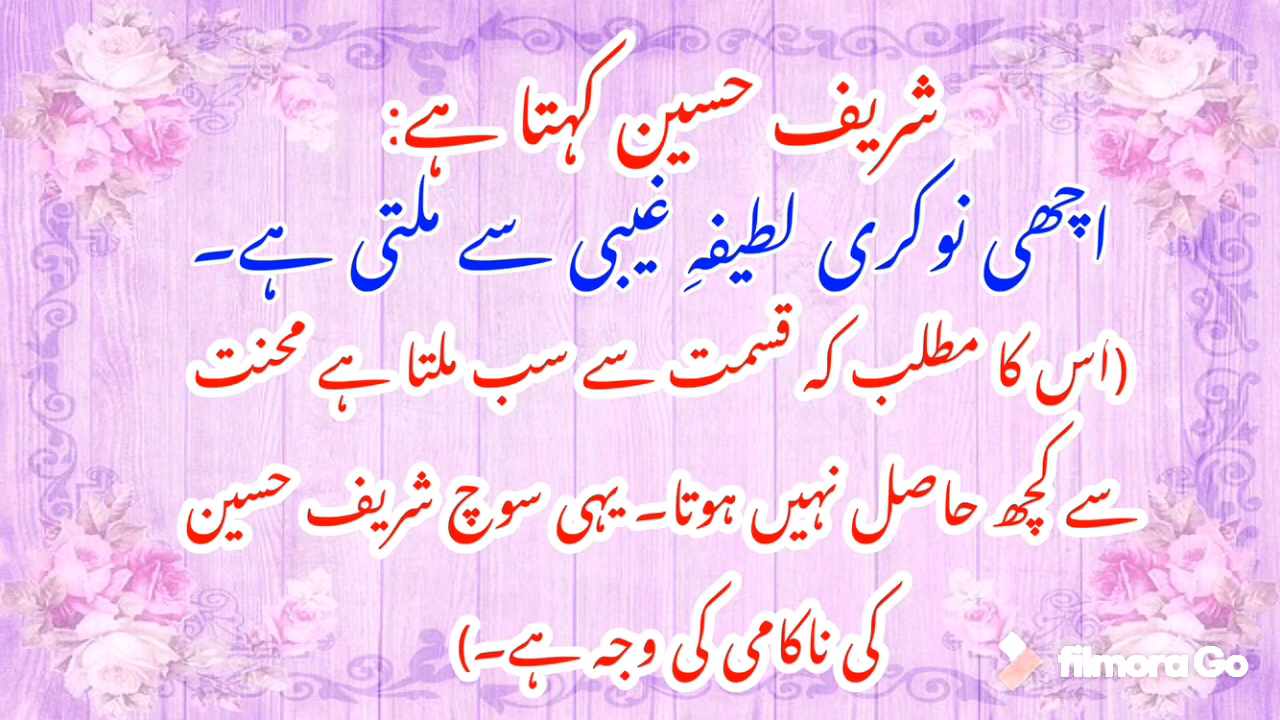 شریف حسین کہتا ہے:
اچھی نوکری لطیفہِ غیبی سے ملتی ہے۔
(اس کا مطلب کہ قسمت سے سب ملتا ہے محنت
سے کچھ حاصل نہیں ہوتا۔ یہی سوچ شریف حسین
کی ناکامی کی وجہ ہے۔)
filmora Go